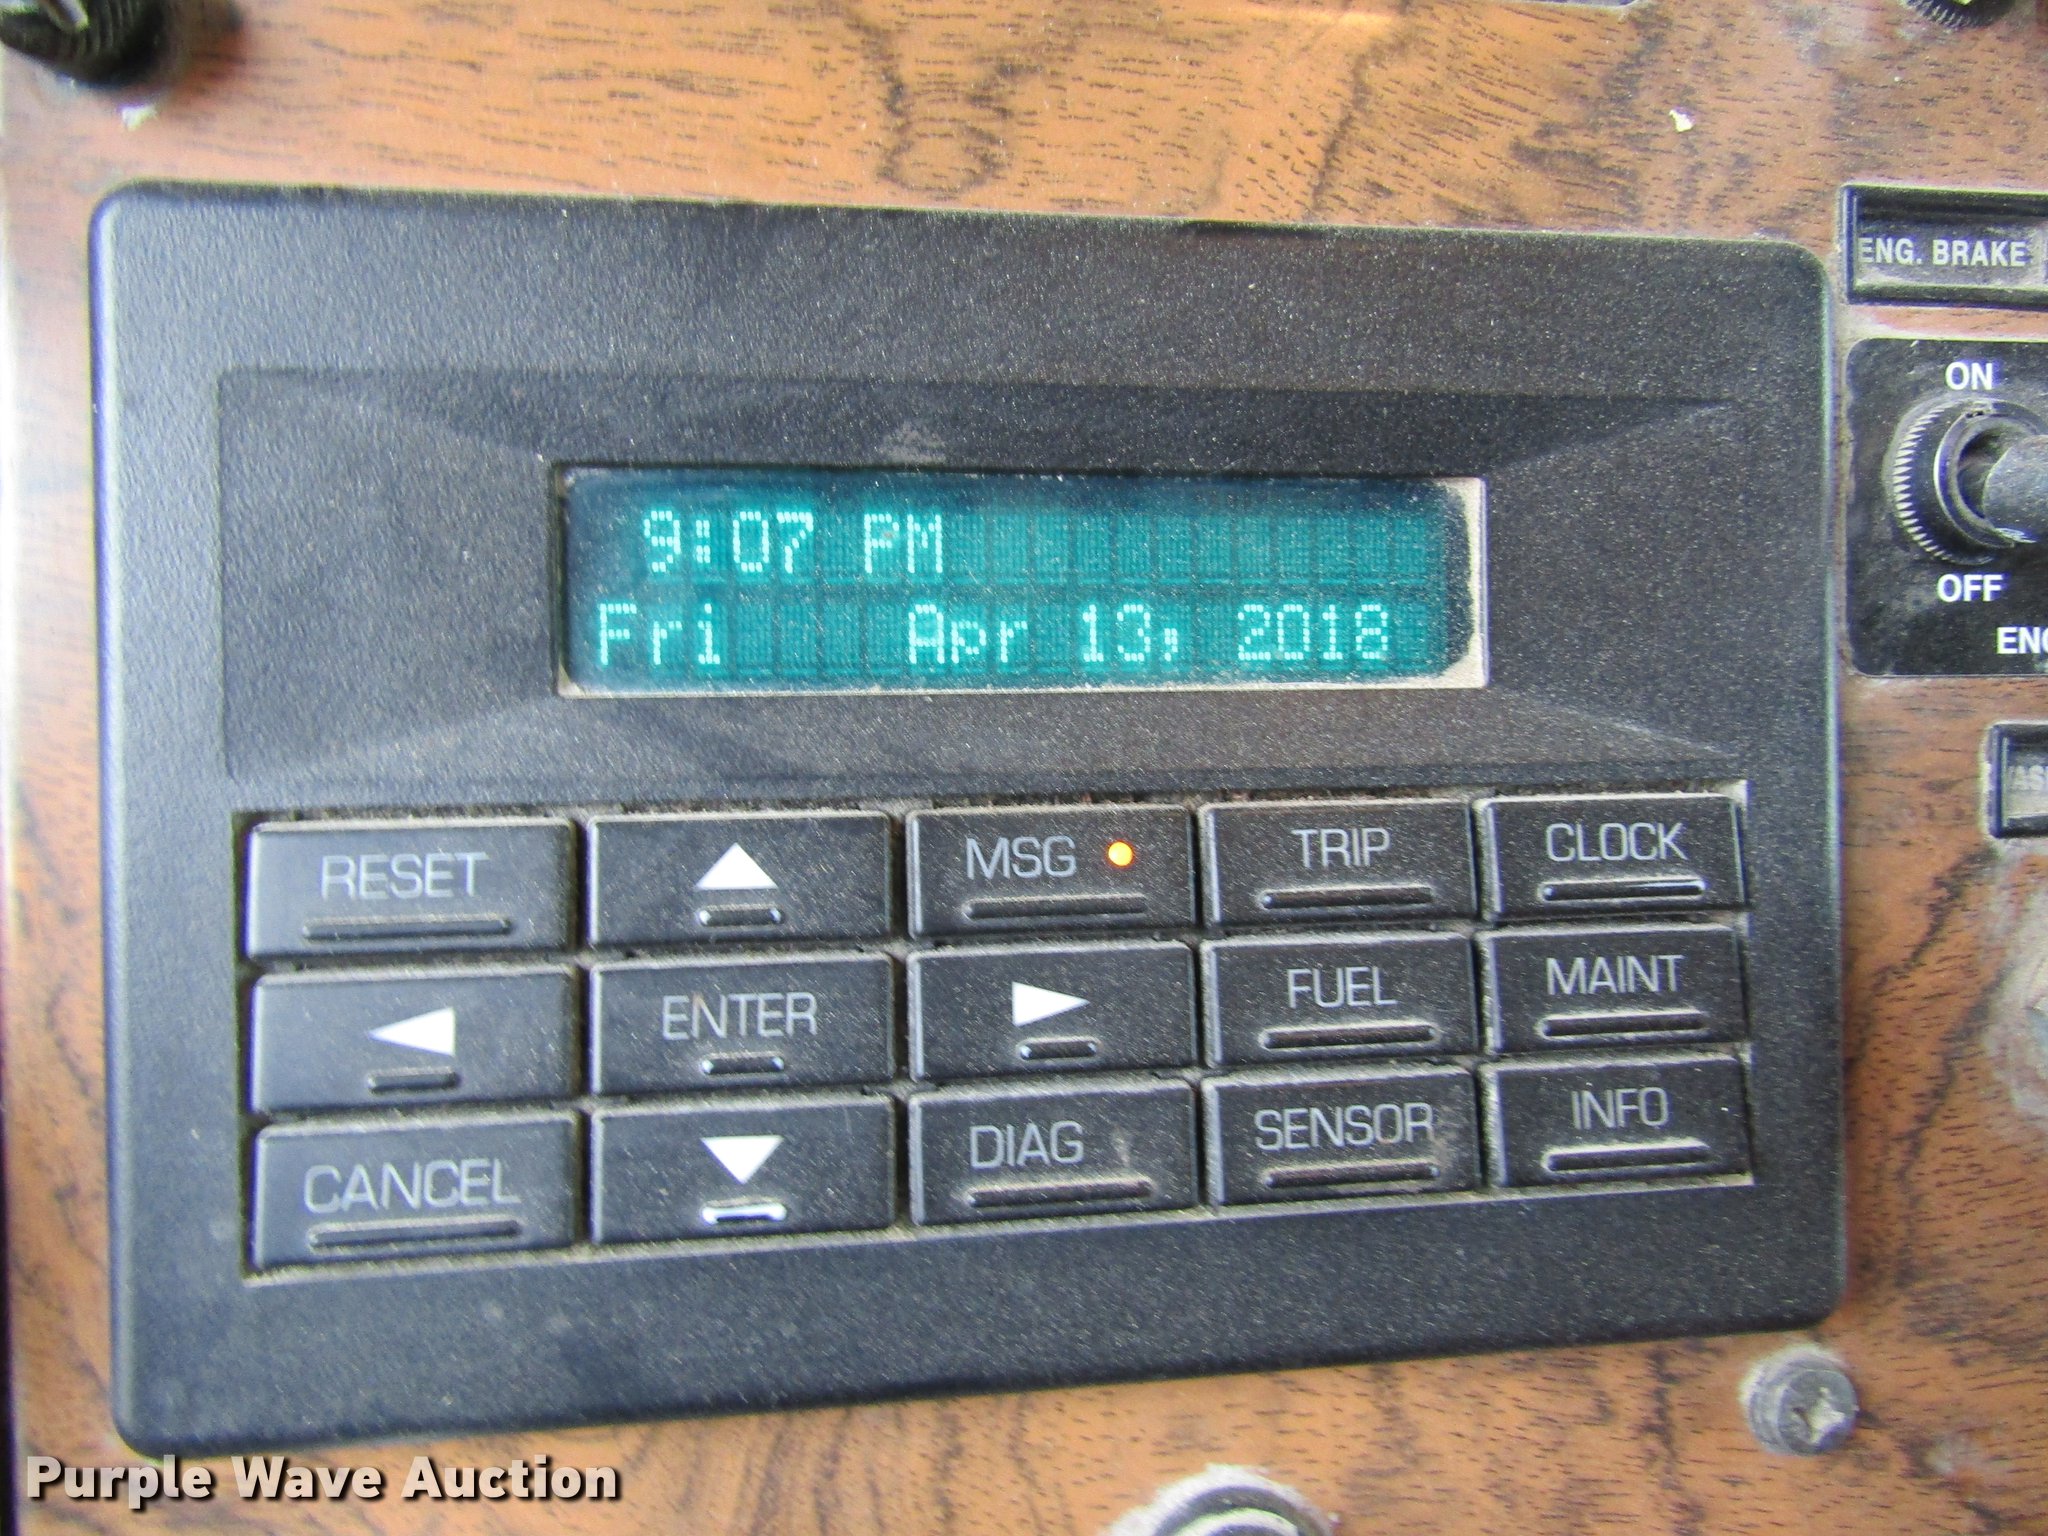 ENG. BRAKE
ON
OFF
9:07 PM
Fri Apr 13, 2018
RESET
MSG
TRIP
CLOCK
ENTER
FUEL
MAINT
CANCEL
DIAG
SENSOR
INFO
Purple Wave Auction